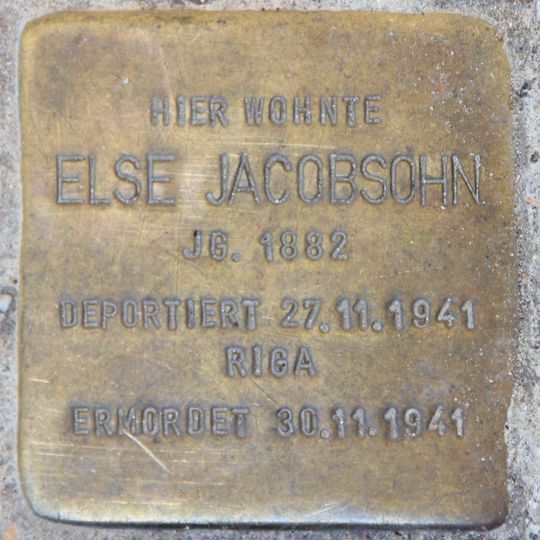 HIER WOHNTE
ELSE JACOBSOHN
JG. 1882
DEPORTIERT 27.11.1941
RIGA
ERMORDET 30.11.1941